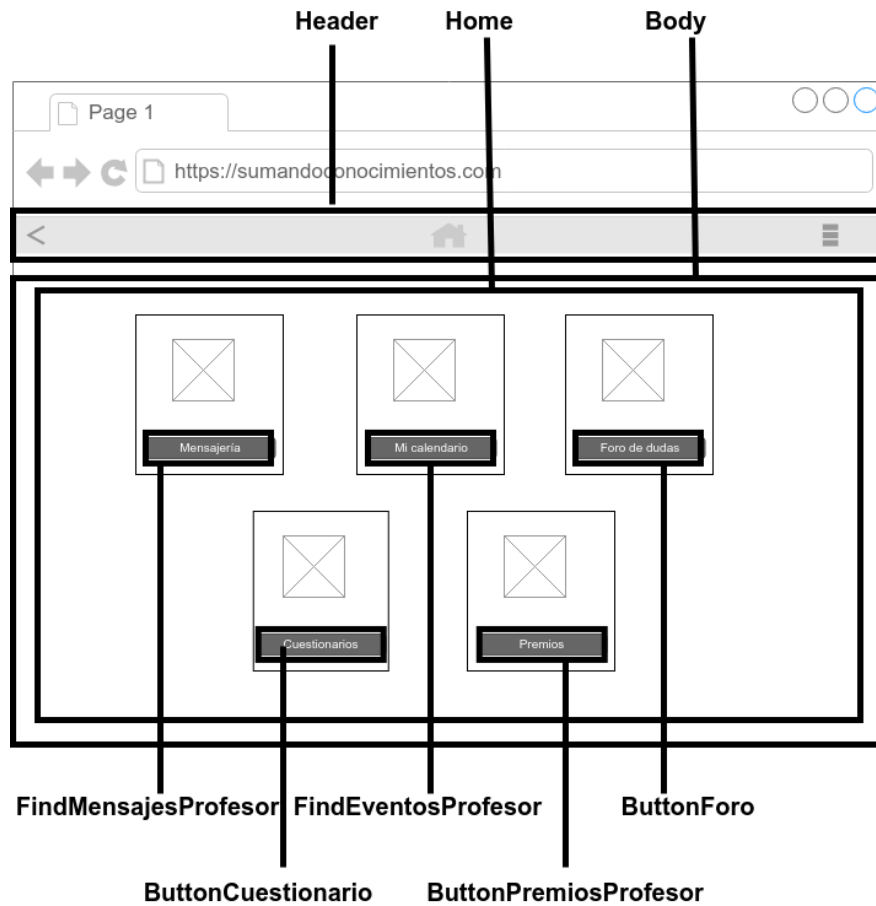 Header Home Body
Page 1
https://sumandoconocimientos.com
<
Mensajería Mi calendario Foro de dudas
Cuestionarios Premios
FindMensajesProfesor FindEventosProfesor ButtonForo
ButtonCuestionario ButtonPremiosProfesor